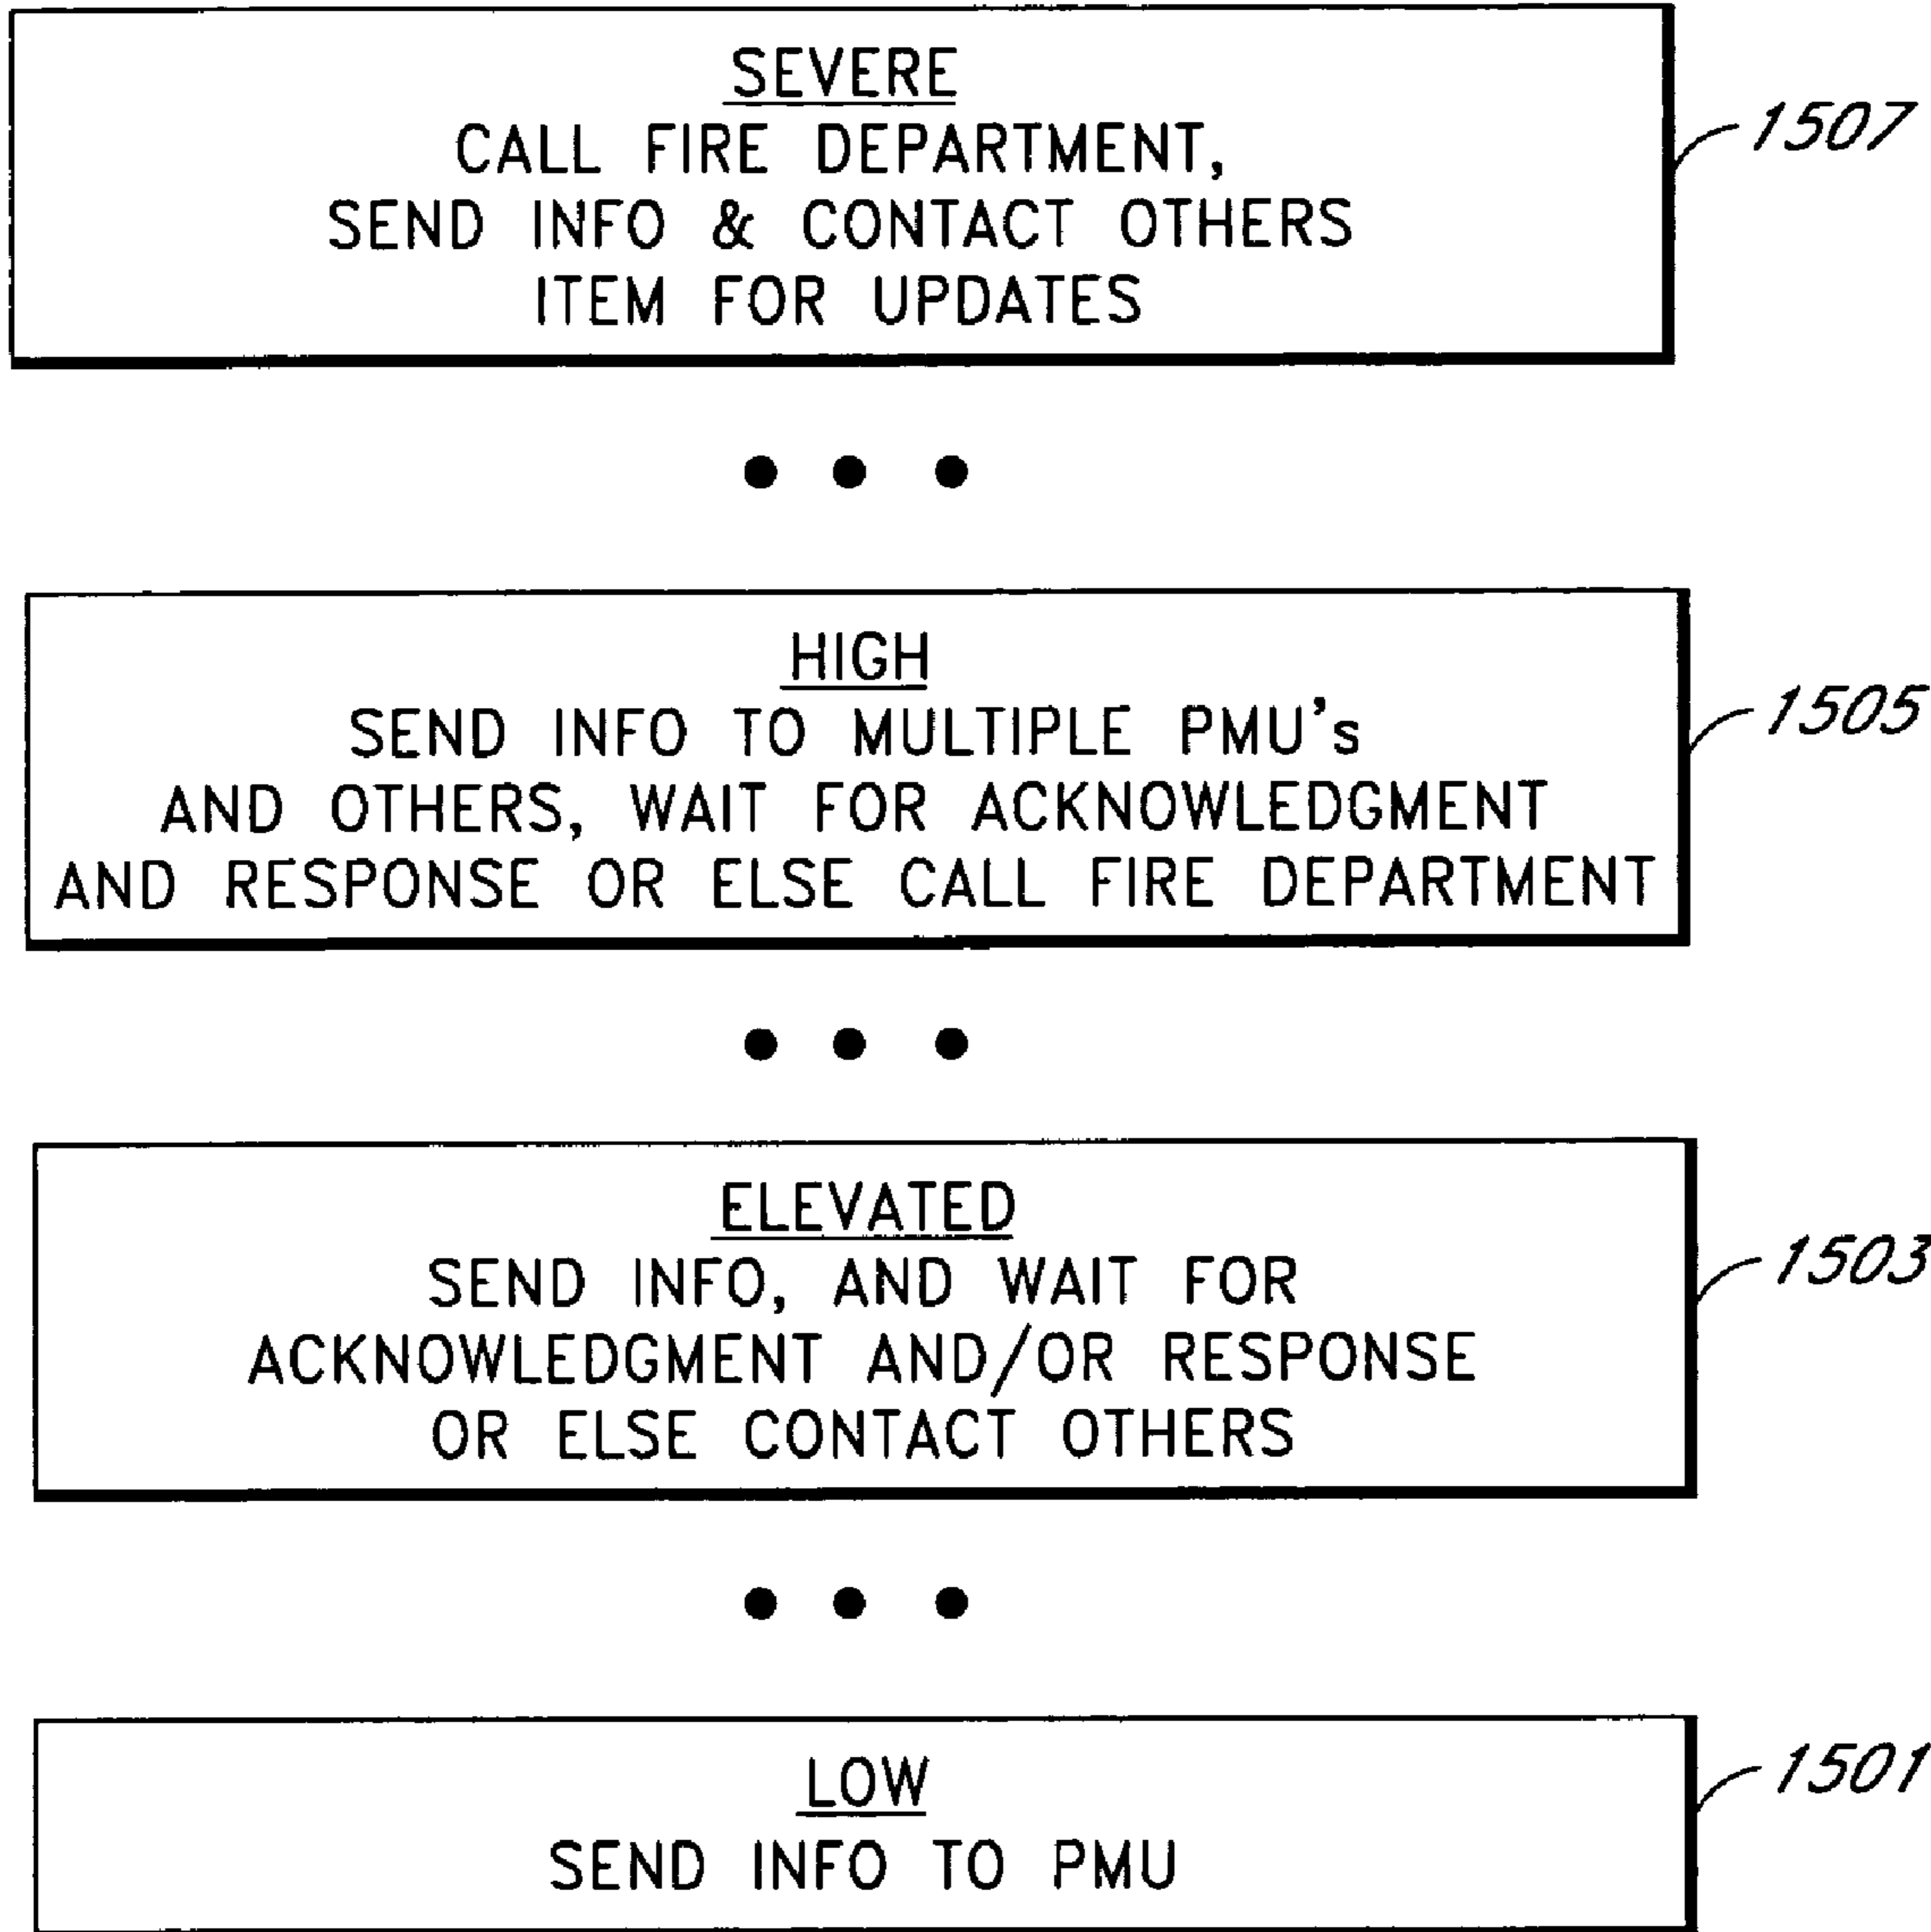 SEVERE
CALL FIRE DEPARTMENT,
SEND INFO & CONTACT OTHERS
ITEM FOR UPDATES
1507
HIGH
SEND INFO TO MULTIPLE PMU's
AND OTHERS, WAIT FOR ACKNOWLEDGMENT
AND RESPONSE OR ELSE CALL FIRE DEPARTMENT
1505
ELEVATED
SEND INFO, AND WAIT FOR
ACKNOWLEDGMENT AND/OR RESPONSE
OR ELSE CONTACT OTHERS
1503
LOW
SEND INFO TO PMU
1501